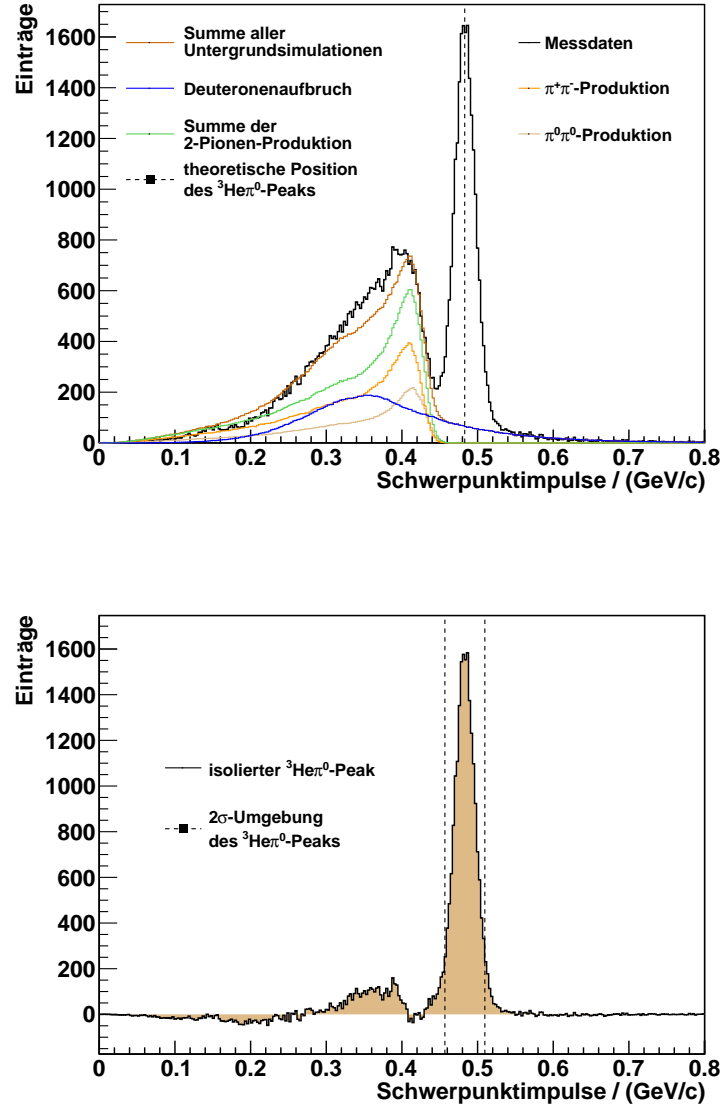 Einträge
1600
1400
1200
1000
800
600
400
200
0
Summe aller
Untergrundsimulationen
Deuteronenaufbruch
Summe der
2-Pionen-Produktion
theoretische Position
des ³Heπ⁰-Peaks
Messdaten
π⁺π⁻-Produktion
π⁰π⁰-Produktion
0 0.1 0.2 0.3 0.4 0.5 0.6 0.7 0.8
Schwerpunktimpulse / (GeV/c)
Einträge
1600
1400
1200
1000
800
600
400
200
0
isolierter ³Heπ⁰-Peak
2σ-Umgebung
des ³Heπ⁰-Peaks
0 0.1 0.2 0.3 0.4 0.5 0.6 0.7 0.8
Schwerpunktimpulse / (GeV/c)